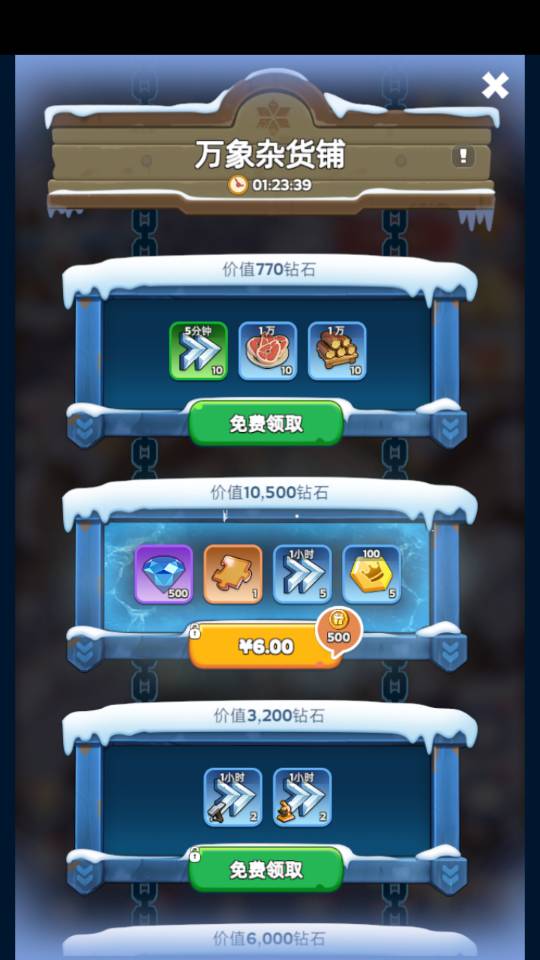 万象杂货铺
!
01:23:39
价值770钻石
5分钟 1万 1万
10 10 10
免费领取
价值10,500钻石
1小时 100
500 1 5 5
500
¥6.00
价值3,200钻石
1小时 1小时
2 2
免费领取
价值6,000钻石